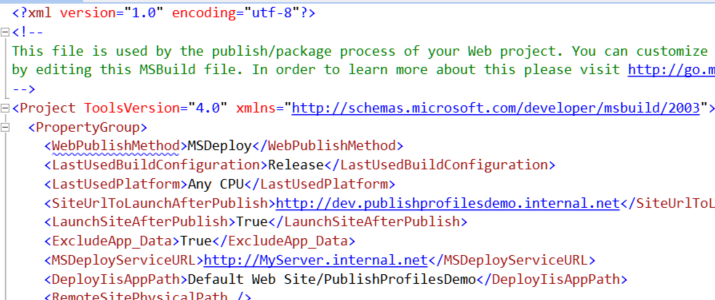 <?xml version="1.0" encoding="utf-8"?>
<!--
This file is used by the publish/package process of your Web project. You can customize
by editing this MSBuild file. In order to learn more about this please visit http://go.m
-->
<Project ToolsVersion="4.0" xmlns="http://schemas.microsoft.com/developer/msbuild/2003">
<PropertyGroup>
<WebPublishMethod>MSDeploy</WebPublishMethod>
<LastUsedBuildConfiguration>Release</LastUsedBuildConfiguration>
<LastUsedPlatform>Any CPU</LastUsedPlatform>
<SiteUrlToLaunchAfterPublish>http://dev.publishprofilesdemo.internal.net</SiteUrlToL
<LaunchSiteAfterPublish>True</LaunchSiteAfterPublish>
<ExcludeApp_Data>True</ExcludeApp_Data>
<MSDeployServiceURL>http://MyServer.internal.net</MSDeployServiceURL>
<DeployIisAppPath>Default Web Site/PublishProfilesDemo</DeployIisAppPath>
<RemoteSitePhysicalPath />